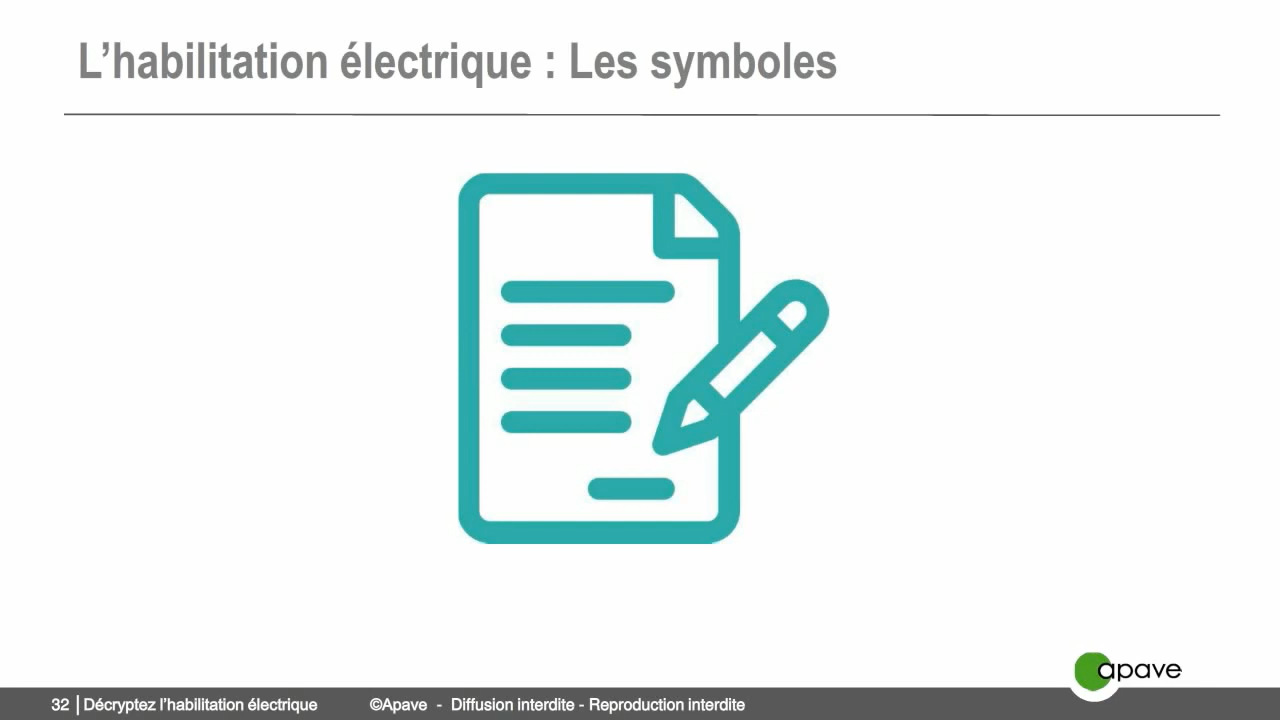 L’habilitation électrique : Les symboles
apave
32 | Décryptez l’habilitation électrique ©Apave - Diffusion interdite - Reproduction interdite